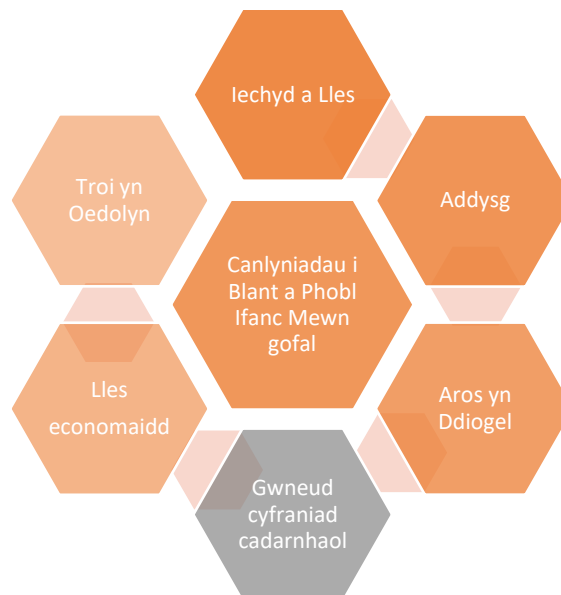 Iechyd a Lles
Addysg
Aros yn
Ddiogel
Gwneud
cyfraniad
cadarnhaol
Lles
economaidd
Troi yn
Oedolyn
Canlyniadau i
Blant a Phobl
Ifanc Mewn
gofal